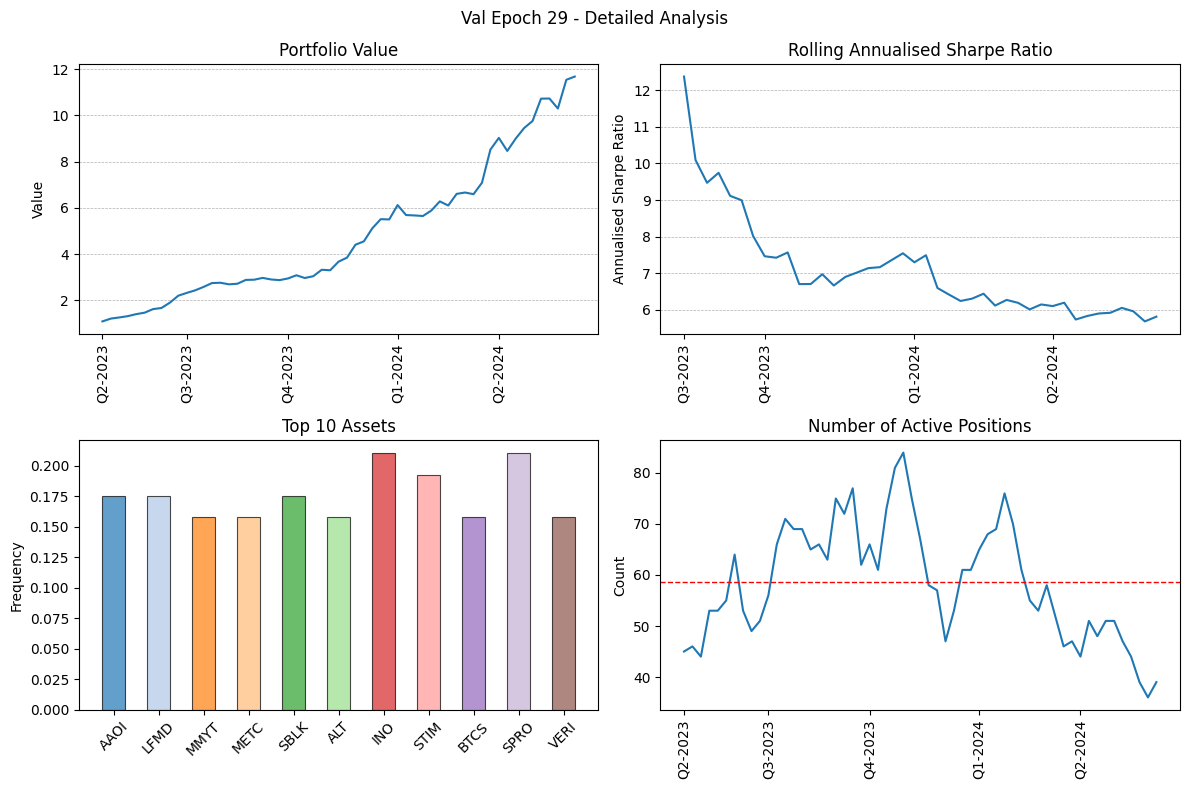 Val Epoch 29 - Detailed Analysis
Portfolio Value
Value
12
10
8
6
4
2
Q2-2023
Q3-2023
Q4-2023
Q1-2024
Q2-2024
Rolling Annualised Sharpe Ratio
Annualised Sharpe Ratio
12
11
10
9
8
7
6
Q3-2023
Q4-2023
Q1-2024
Q2-2024
Top 10 Assets
Frequency
0.200
0.175
0.150
0.125
0.100
0.075
0.050
0.025
0.000
AAOI
LFMD
MMYT
METC
SBLK
ALT
INO
STIM
BTCS
SPRO
VERI
Number of Active Positions
Count
80
70
60
50
40
Q2-2023
Q3-2023
Q4-2023
Q1-2024
Q2-2024